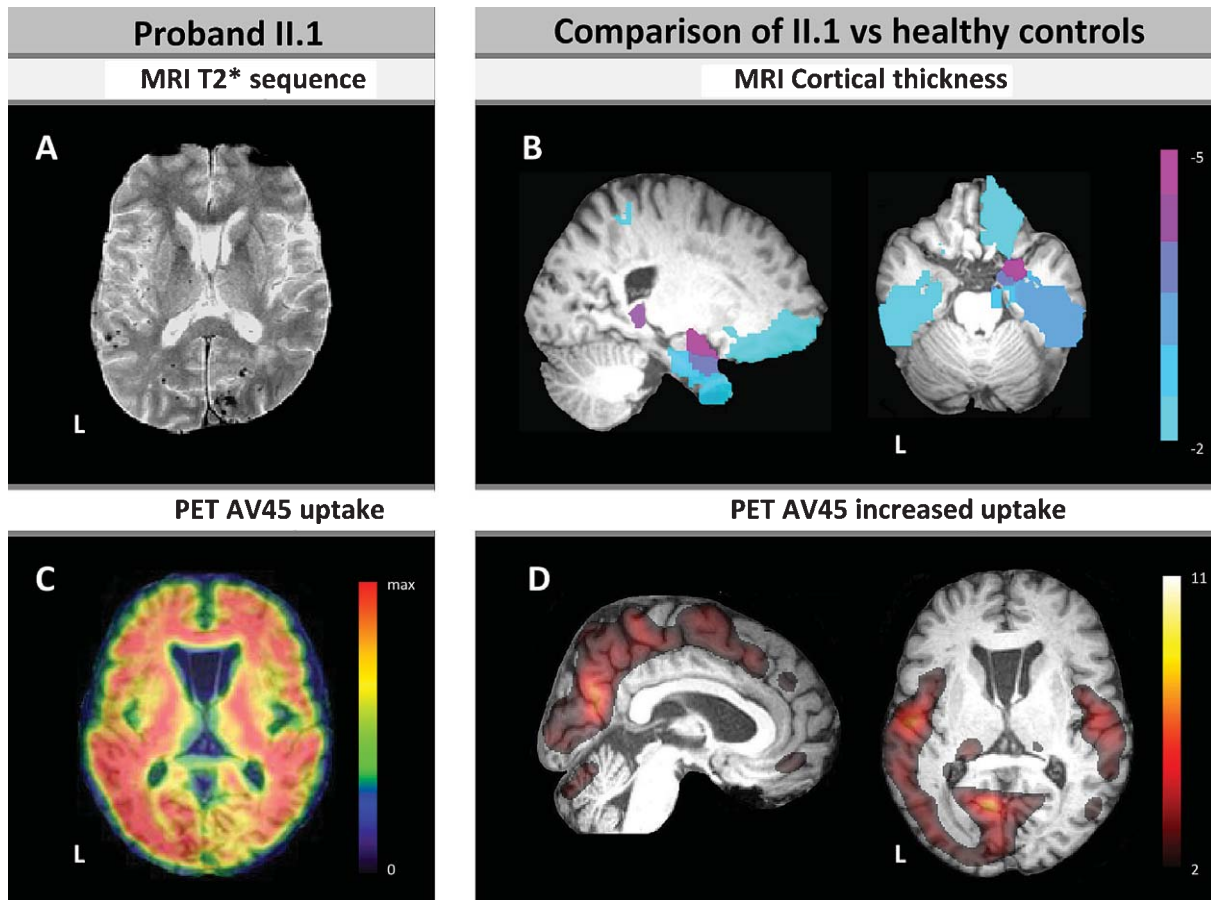 Proband II.1
MRI T2* sequence
A
L
Comparison of II.1 vs healthy controls
MRI Cortical thickness
B
-5
L
-2
PET AV45 uptake
C
max
L
0
PET AV45 increased uptake
D
11
L
2